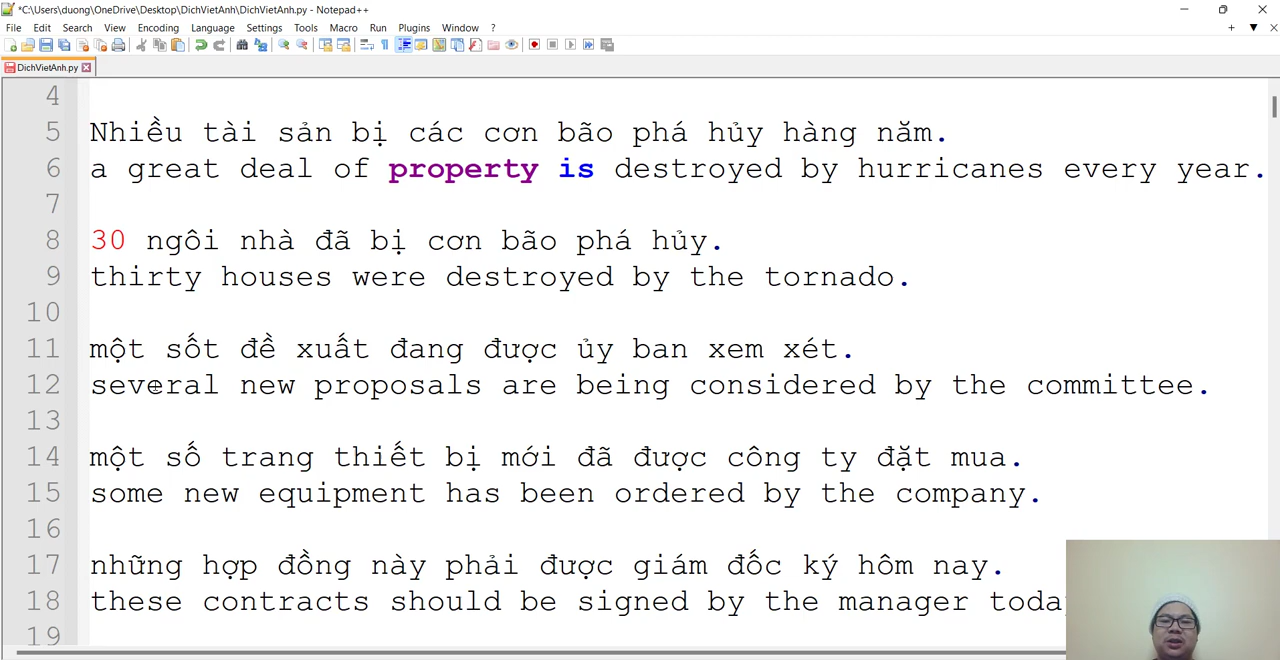 *C:\Users\duong\OneDrive\Desktop\DichVietAnh\DichVietAnh.py - Notepad++
File Edit Search View Encoding Language Settings Tools Macro Run Plugins Window ?
DichVietAnh.py
4
5 Nhiều tài sản bị các cơn bão phá hủy hàng năm.
6 a great deal of property is destroyed by hurricanes every year.
7
8 30 ngôi nhà đã bị cơn bão phá hủy.
9 thirty houses were destroyed by the tornado.
10
11 một sốt đề xuất đang được ủy ban xem xét.
12 several new proposals are being considered by the committee.
13
14 một số trang thiết bị mới đã được công ty đặt mua.
15 some new equipment has been ordered by the company.
16
17 những hợp đồng này phải được giám đốc ký hôm nay.
18 these contracts should be signed by the manager
19